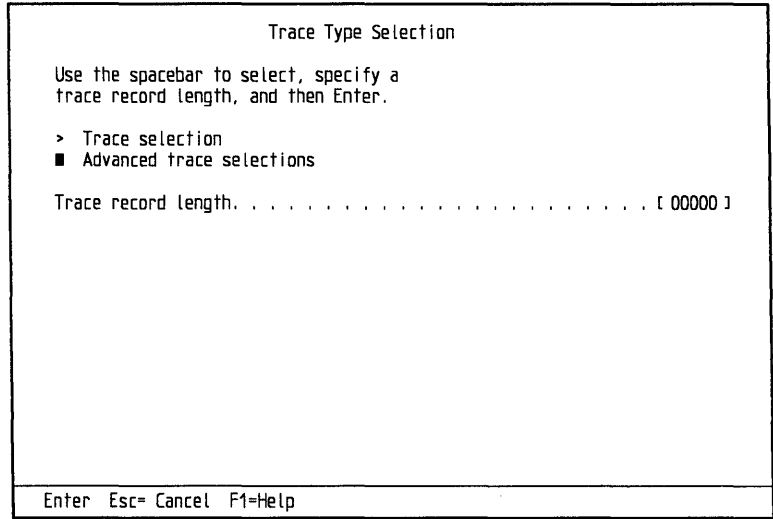 Trace Type Selection
Use the spacebar to select, specify a
trace record length, and then Enter.
> Trace selection
■ Advanced trace selections
Trace record length. . . . . . . . . . . . . . . . . . . . . . . . [ 00000 ]
Enter Esc= Cancel F1=Help